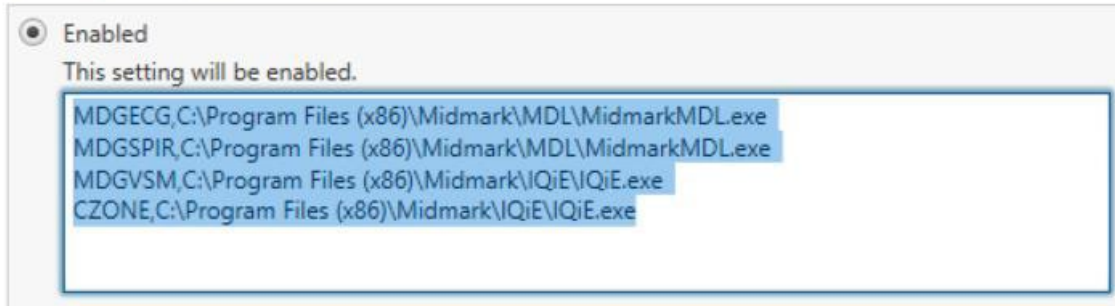 Enabled
This setting will be enabled.
MDGECG,C:\Program Files (x86)\Midmark\MDL\MidmarkMDL.exe
MDGSPIR,C:\Program Files (x86)\Midmark\MDL\MidmarkMDL.exe
MDGVSM,C:\Program Files (x86)\Midmark\IQiE\IQiE.exe
CZONE,C:\Program Files (x86)\Midmark\IQiE\IQiE.exe